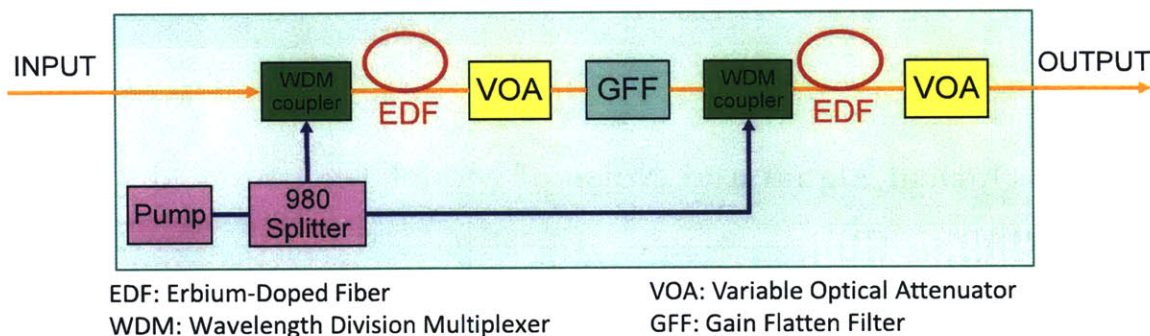 INPUT
WDM
coupler
EDF
VOA
GFF
WDM
coupler
EDF
VOA
OUTPUT
Pump
980
Splitter
EDF: Erbium-Doped Fiber
VOA: Variable Optical Attenuator
WDM: Wavelength Division Multiplexer
GFF: Gain Flatten Filter